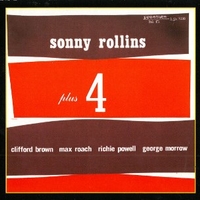 sonny rollins
plus 4
clifford brown max roach richie powell george morrow